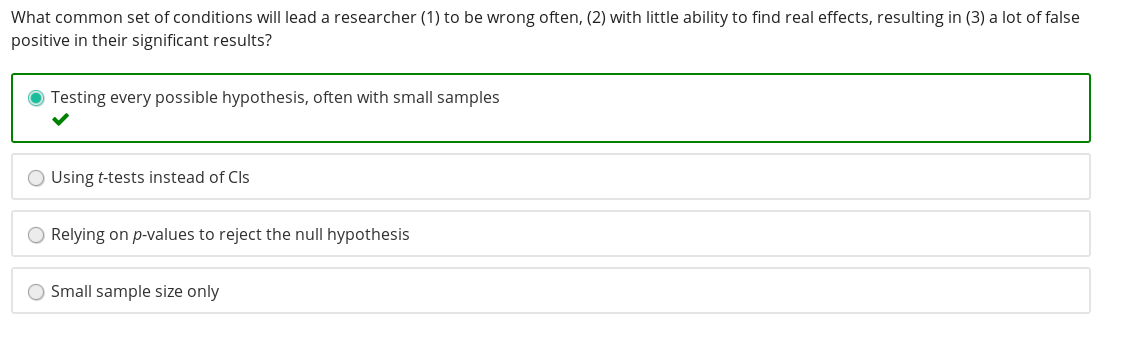 What common set of conditions will lead a researcher (1) to be wrong often, (2) with little ability to find real effects, resulting in (3) a lot of false
positive in their significant results?
Testing every possible hypothesis, often with small samples
Using t-tests instead of CIs
Relying on p-values to reject the null hypothesis
Small sample size only